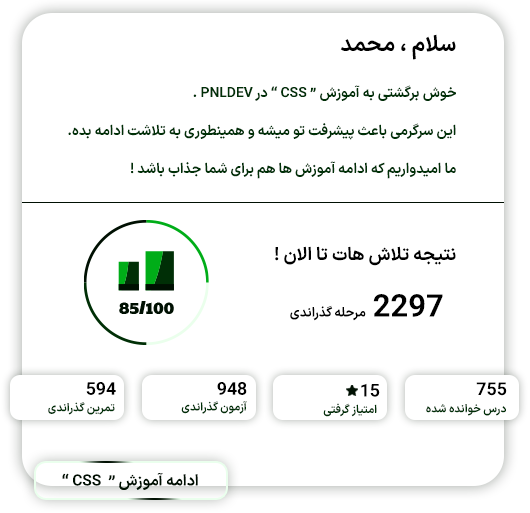 سلام ، محمد
خوش برگشتی به آموزش ” CSS “ در PNLDEV .
این سرگرمی باعث پیشرفت تو میشه و همینطوری به تلاشت ادامه بده.
ما امیدواریم که ادامه آموزش ها هم برای شما جذاب باشد !
نتیجه تلاش هات تا الان !
2297 مرحله گذراندی
85/100
755
درس خوانده شده
15
امتیاز گرفتی
948
آزمون گذراندی
594
تمرین گذراندی
ادامه آموزش ” CSS “